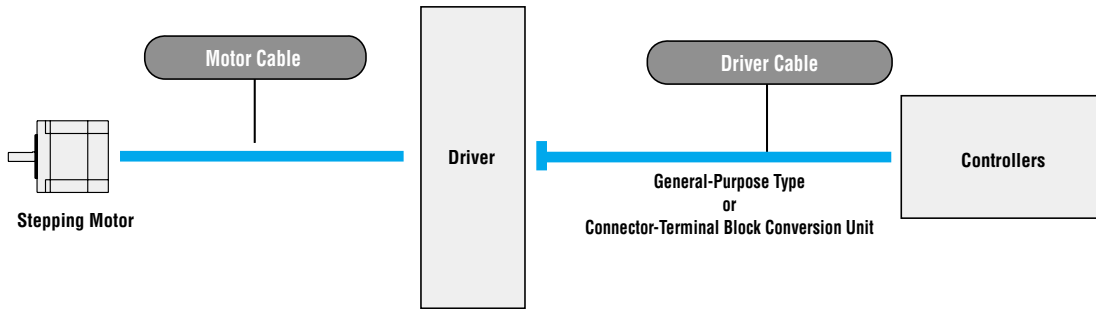 Motor Cable
Driver Cable
Driver
Controllers
Stepping Motor
General-Purpose Type
or
Connector-Terminal Block Conversion Unit